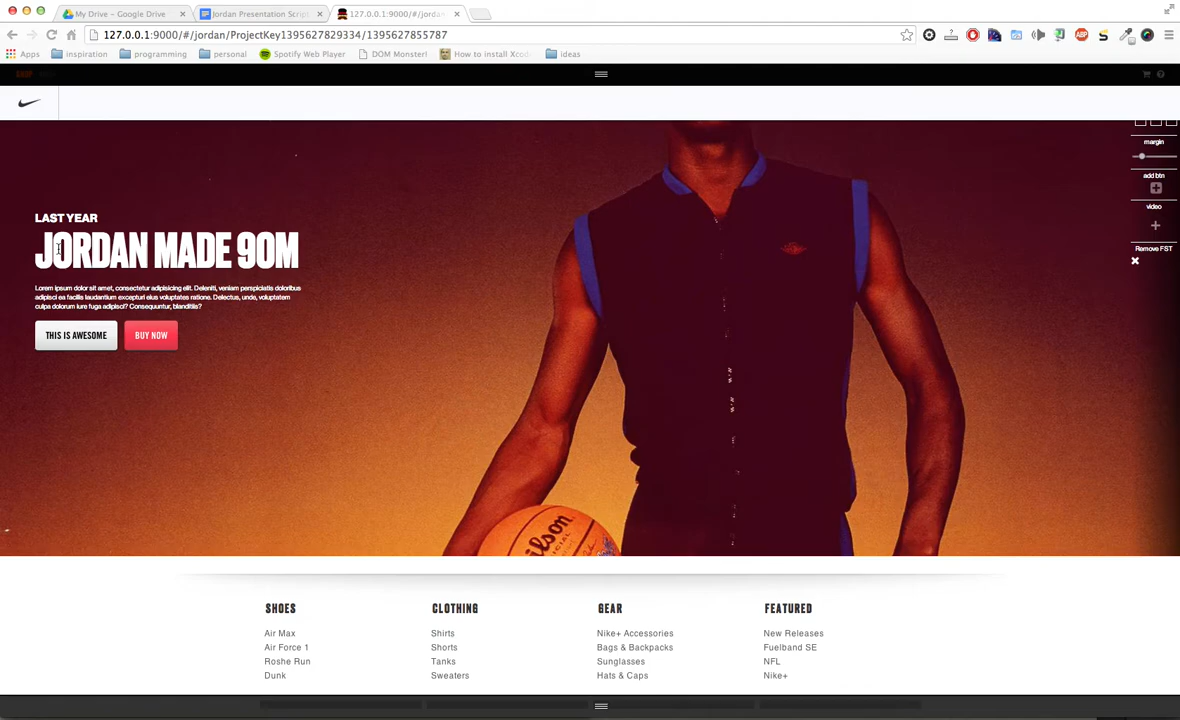 My Drive – Google Drive
Jordan Presentation Script
127.0.0.1:9000/#/jordan
127.0.0.1:9000/#/jordan/ProjectKey1395627829334/1395627855787
Apps
inspiration
programming
personal
Spotify Web Player
DOM Monster!
How to install Xcod
ideas
ABP
SHOP
margin
add btn
video
Remove FST
LAST YEAR
JORDAN MADE 90M
Lorem ipsum dolor sit amet, consectetur adipisicing elit. Deleniti, veniam perspiciatis doloribus
adipisci ea facilis laudantium excepturi eius voluptates ratione. Delectus, unde, voluptatem
culpa dolorum iure fuga adipisci? Consequuntur, blanditiis?
THIS IS AWESOME
BUY NOW
Wilson
SHOES
Air Max
Air Force 1
Roshe Run
Dunk
CLOTHING
Shirts
Shorts
Tanks
Sweaters
GEAR
Nike+ Accessories
Bags & Backpacks
Sunglasses
Hats & Caps
FEATURED
New Releases
Fuelband SE
NFL
Nike+